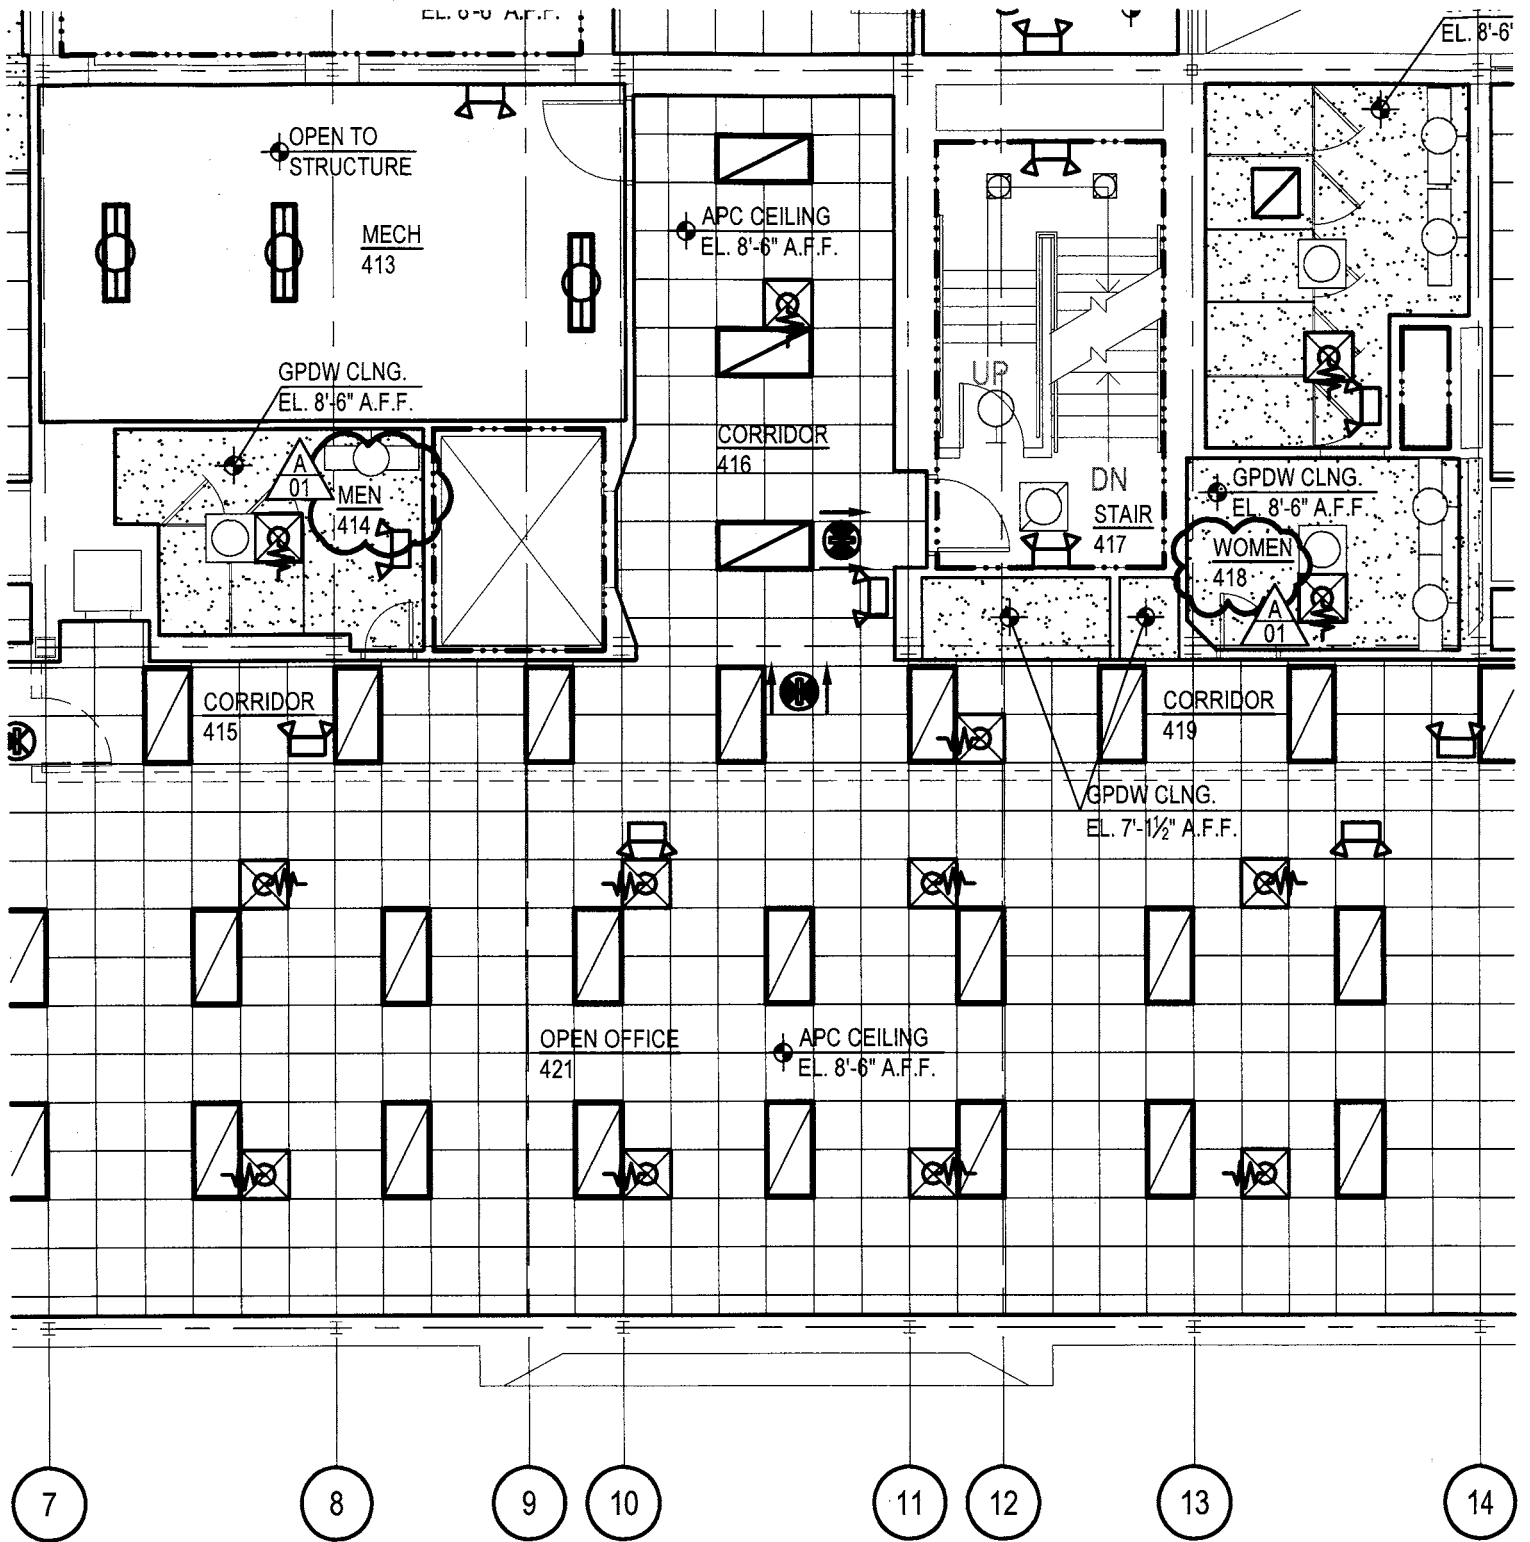 EL. 8'-6" A.F.F.
EL. 8'-6"
OPEN TO
STRUCTURE
MECH
413
APC CEILING
EL. 8'-6" A.F.F.
GPDW CLNG.
EL. 8'-6" A.F.F.
UP
CORRIDOR
416
A
01
MEN
414
DN
STAIR
417
GPDW CLNG.
EL. 8'-6" A.F.F.
WOMEN
418
A
01
CORRIDOR
415
CORRIDOR
419
GPDW CLNG.
EL. 7'-1½" A.F.F.
OPEN OFFICE
421
APC CEILING
EL. 8'-6" A.F.F.
7
8
9
10
11
12
13
14